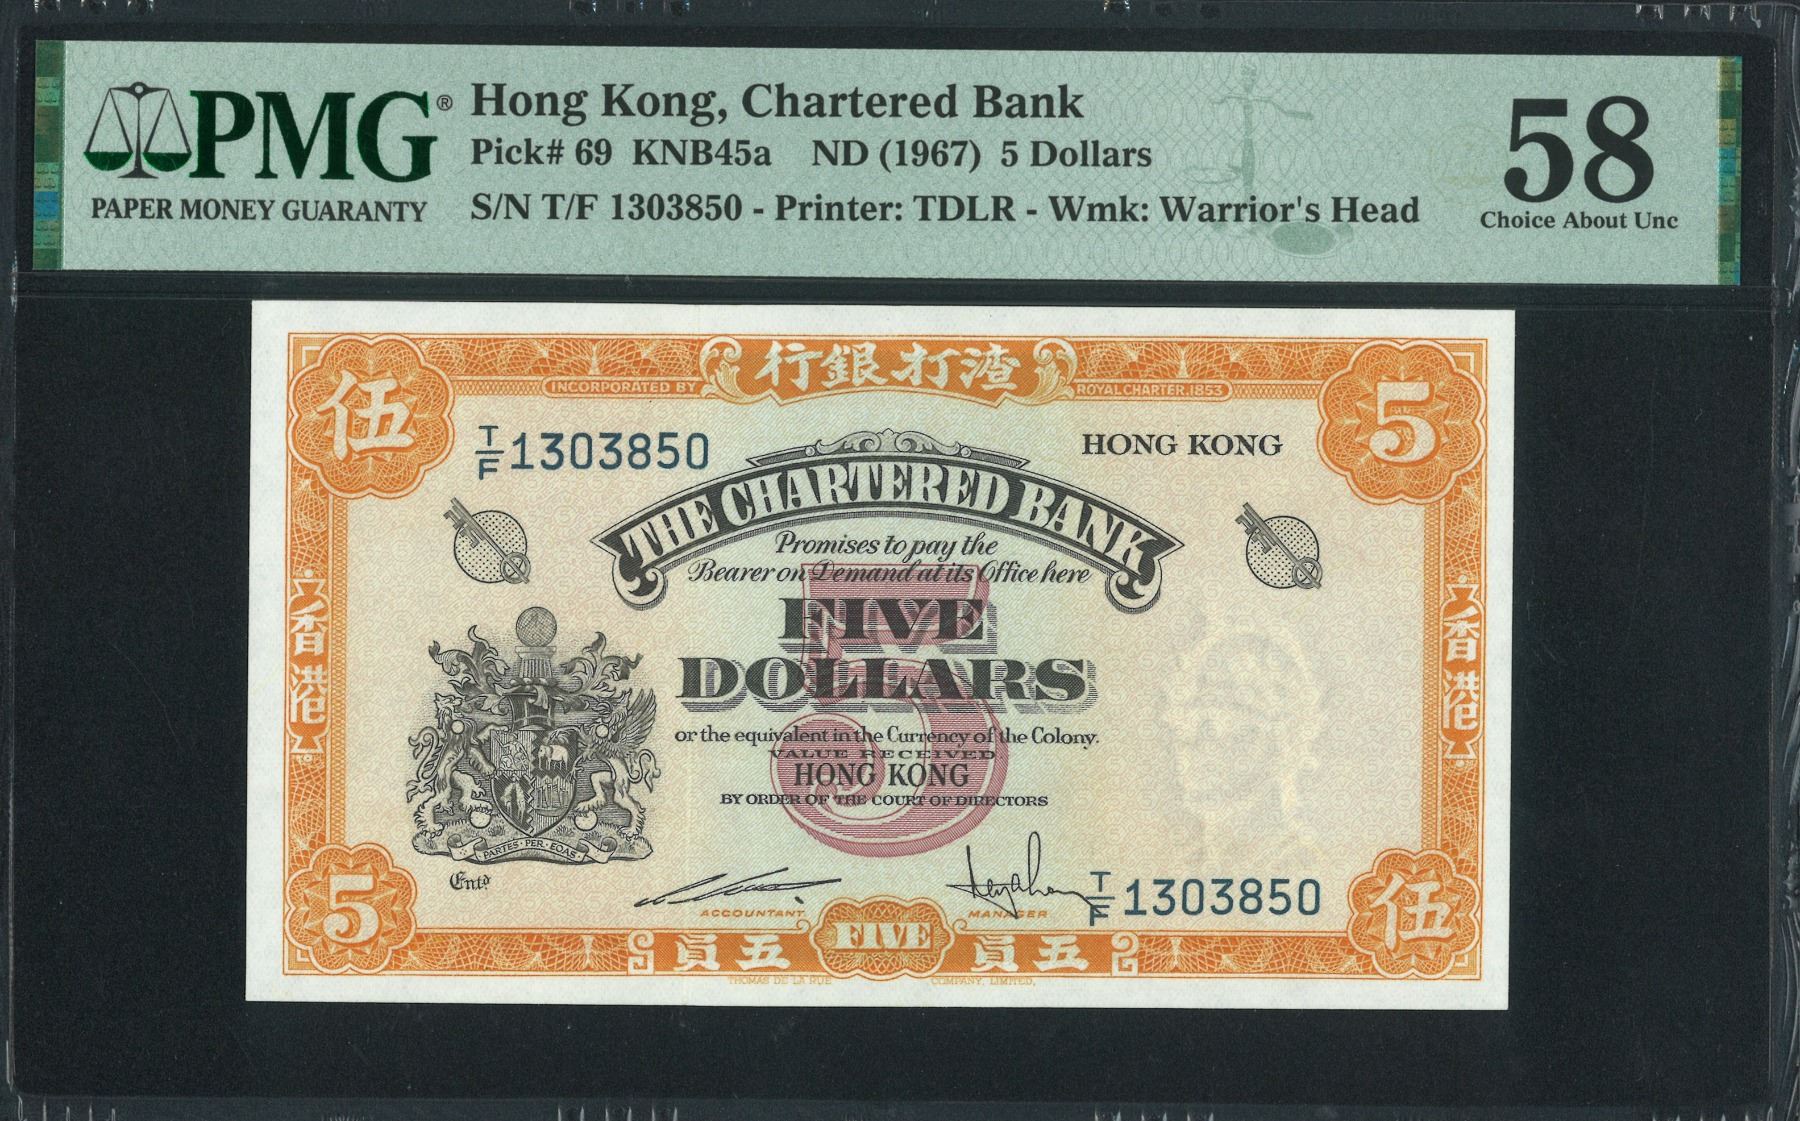 PMG®
PAPER MONEY GUARANTY
Hong Kong, Chartered Bank
Pick# 69 KNB45a ND (1967) 5 Dollars
S/N T/F 1303850 - Printer: TDLR - Wmk: Warrior's Head
58
Choice About Unc
行銀打渣
INCORPORATED BY ROYAL CHARTER, 1853
伍
5
T/F 1303850
HONG KONG
THE CHARTERED BANK
Promises to pay the
Bearer on Demand at its Office here
5
FIVE
DOLLARS
or the equivalent in the Currency of the Colony.
VALUE RECEIVED
HONG KONG
BY ORDER OF THE COURT OF DIRECTORS
香港
香港
PARTES·PER·EOAS
Entd
ACCOUNTANT
MANAGER
T/F 1303850
5
伍
員五
FIVE
員五
THOMAS DE LA RUE COMPANY, LIMITED,